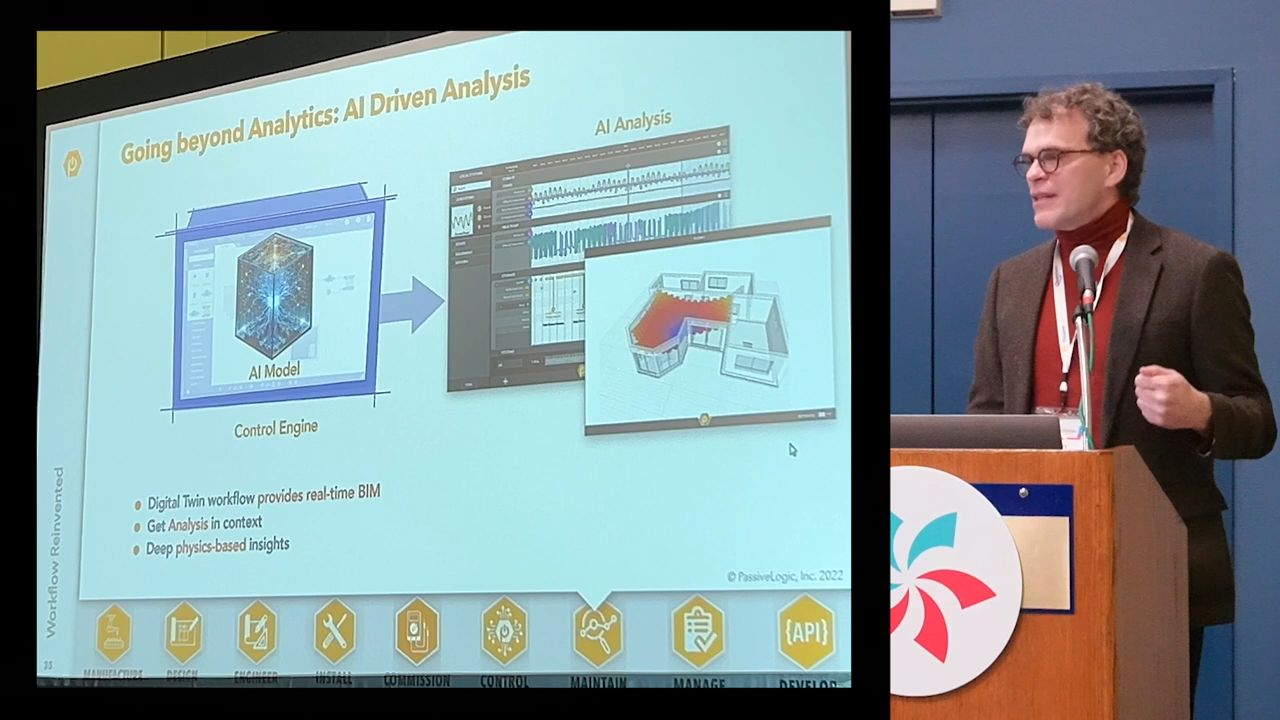 Going beyond Analytics: AI Driven Analysis
AI Analysis
AI Model
Control Engine
Digital Twin workflow provides real-time BIM
Get Analysis in context
Deep physics-based insights
© PassiveLogic, Inc. 2022
Workflow Reinvented
35
MANUFACTURE
DESIGN
ENGINEER
INSTALL
COMMISSION
CONTROL
MAINTAIN
MANAGE
{API}
DEVELOP